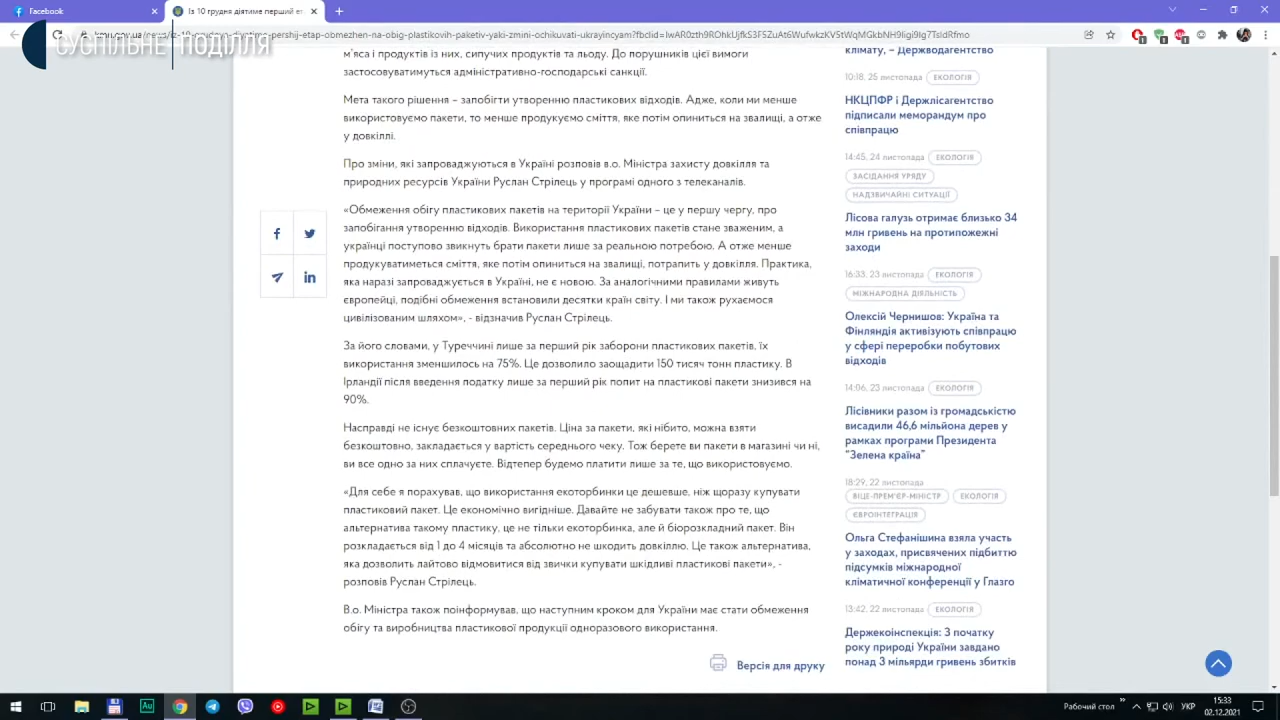 Facebook
Із 10 грудня діятиме перший ет
СУСПІЛЬНЕ ПОДІЛЛЯ
м'яса і продуктів із них, сипучих продуктів та льоду. До порушників цієї вимоги
застосовуватимуться адміністративно-господарські санкції.
Мета такого рішення – запобігти утворенню пластикових відходів. Адже, коли ми менше
використовуємо пакети, то менше продукуємо сміття, яке потім опиниться на звалищі, а отже
у довкіллі.
Про зміни, які запроваджуються в Україні розповів в.о. Міністра захисту довкілля та
природних ресурсів України Руслан Стрілець у програмі одного з телеканалів.
«Обмеження обігу пластикових пакетів на території України – це у першу чергу, про
запобігання утворенню відходів. Використання пластикових пакетів стане зваженим, а
українці поступово звикнуть брати пакети лише за реальною потребою. А отже менше
продукуватиметься сміття, яке потім опиниться на звалищі, потрапить у довкілля. Практика,
яка наразі запроваджується в Україні, не є новою. За аналогічними правилами живуть
європейці, подібні обмеження встановили десятки країн світу. І ми також рухаємося
цивілізованим шляхом», - відзначив Руслан Стрілець.
За його словами, у Туреччині лише за перший рік заборони пластикових пакетів, їх
використання зменшилось на 75%. Це дозволило заощадити 150 тисяч тонн пластику. В
Ірландії після введення податку лише за перший рік попит на пластикові пакети знизився на
90%.
Насправді не існує безкоштовних пакетів. Ціна за пакети, які нібито, можна взяти
безкоштовно, закладається у вартість середнього чеку. Тож берете ви пакети в магазині чи ні,
ви все одно за них сплачуєте. Відтепер будемо платити лише за те, що використовуємо.
«Для себе я порахував, що використання екоторбинки це дешевше, ніж щоразу купувати
пластиковий пакет. Це економічно вигідніше. Давайте не забувати також про те, що
альтернатива такому пластику, це не тільки екоторбинка, але й біорозкладний пакет. Він
розкладається від 1 до 4 місяців та абсолютно не шкодить довкіллю. Це також альтернатива,
яка дозволить лайтово відмовитися від звички купувати шкідливі пластикові пакети», -
розповів Руслан Стрілець.
В.о. Міністра також поінформував, що наступним кроком для України має стати обмеження
обігу та виробництва пластикової продукції одноразового використання.
Версія для друку
клімату, – Держводагентство
10:18, 25 листопада ЕКОЛОГІЯ
НКЦПФР і Держлісагентство
підписали меморандум про
співпрацю
14:45, 24 листопада ЕКОЛОГІЯ
ЗАСІДАННЯ УРЯДУ
НАДЗВИЧАЙНІ СИТУАЦІЇ
Лісова галузь отримає близько 34
млн гривень на протипожежні
заходи
16:33, 23 листопада ЕКОЛОГІЯ
МІЖНАРОДНА ДІЯЛЬНІСТЬ
Олексій Чернишов: Україна та
Фінляндія активізують співпрацю
у сфері переробки побутових
відходів
14:06, 23 листопада ЕКОЛОГІЯ
Лісівники разом із громадськістю
висадили 46,6 мільйона дерев у
рамках програми Президента
“Зелена країна”
18:29, 22 листопада
ВІЦЕ-ПРЕМ'ЄР-МІНІСТР ЕКОЛОГІЯ
ЄВРОІНТЕГРАЦІЯ
Ольга Стефанішина взяла участь
у заходах, присвячених підбиттю
підсумків міжнародної
кліматичної конференції у Глазго
13:42, 22 листопада ЕКОЛОГІЯ
Держекоінспекція: З початку
року природі України завдано
понад 3 мільярди гривень збитків
Рабочий стол
УКР
15:33
02.12.2021